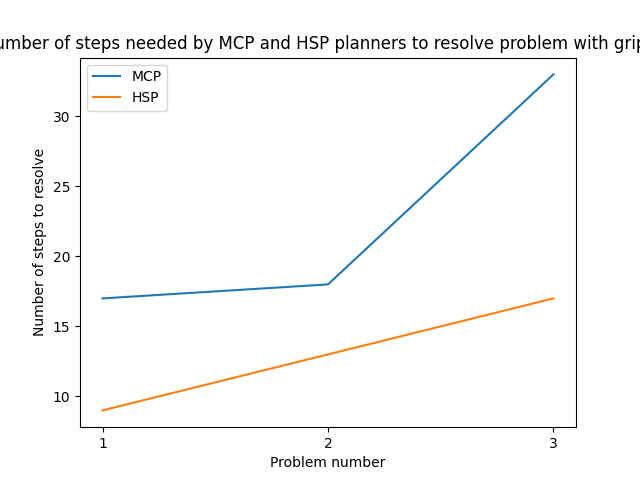 umber of steps needed by MCP and HSP planners to resolve problem with grip
MCP
HSP
30
25
20
15
10
Number of steps to resolve
1 2 3
Problem number